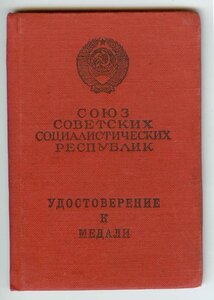 СОЮЗ
СОВЕТСКИХ
СОЦИАЛИСТИЧЕСКИХ
РЕСПУБЛИК
УДОСТОВЕРЕНИЕ
К
МЕДАЛИ